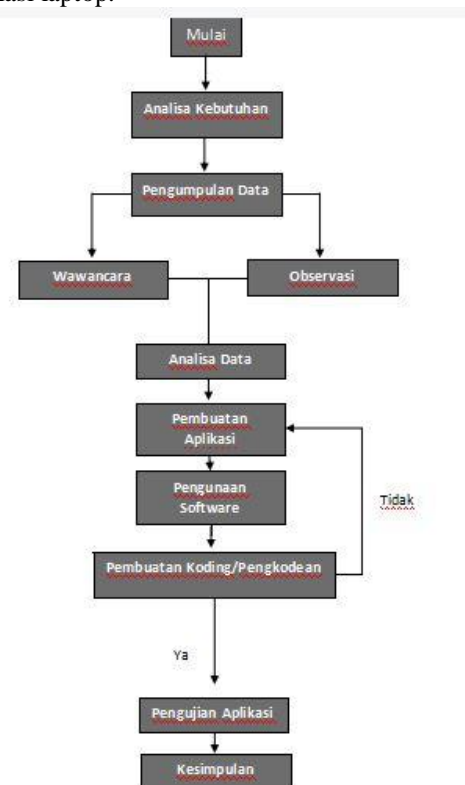 laptop.
Mulai
Analisa Kebutuhan
Pengumpulan Data
Wawancara
Observasi
Analisa Data
Pembuatan
Aplikasi
Pengunaan
Software
Tidak
Pembuatan Koding/Pengkodean
Ya
Pengujian Aplikasi
Kesimpulan